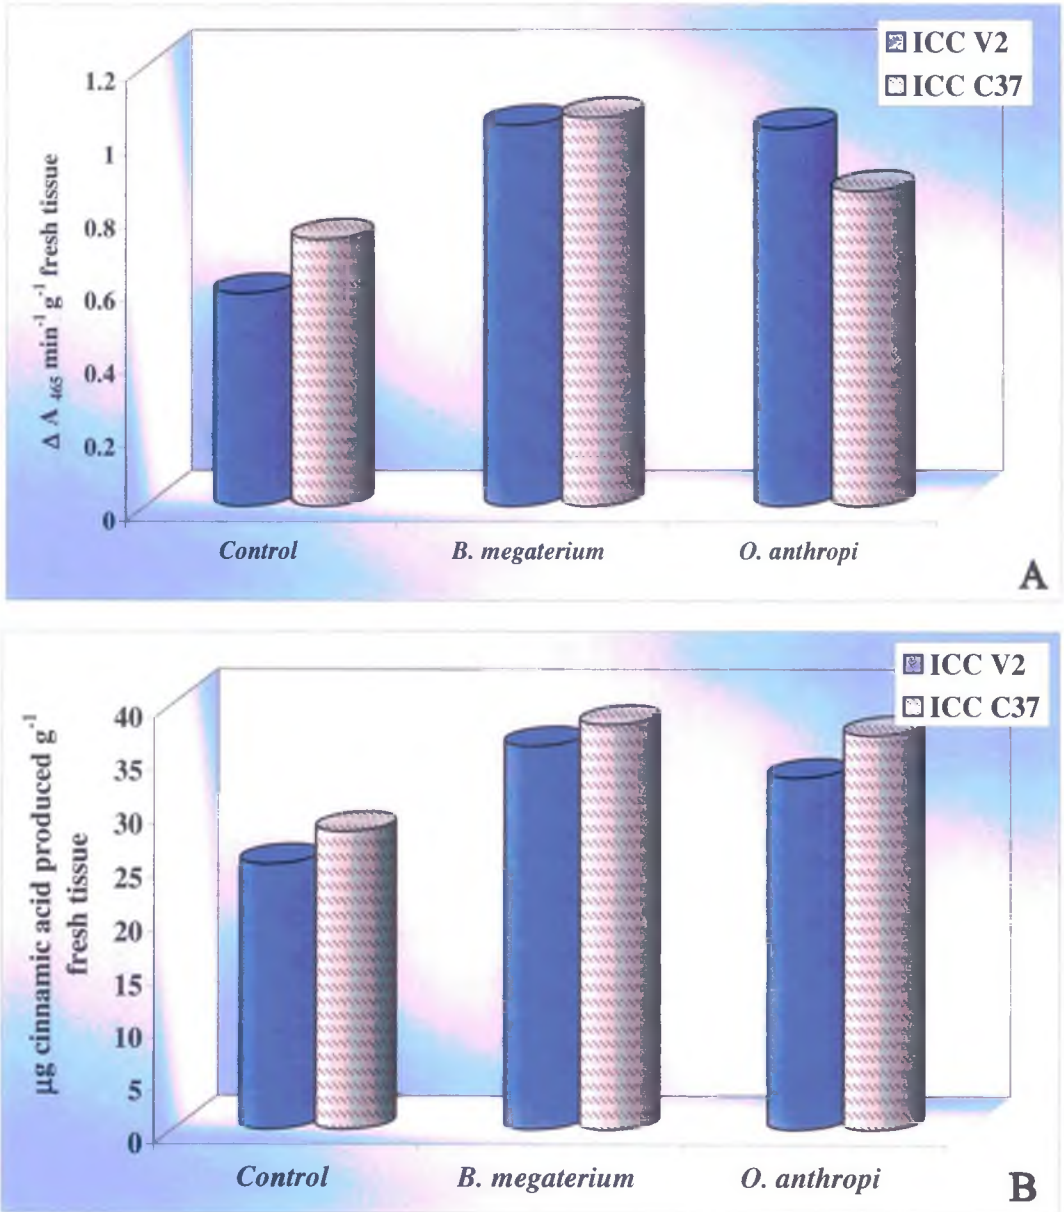 ICC V2
ICC C37
1.2
1
0.8
0.6
0.4
0.2
0
Δ A 465 min-1 g-1 fresh tissue
Control
B. megaterium
O. anthropi
A
ICC V2
ICC C37
40
35
30
25
20
15
10
5
0
µg cinnamic acid produced g-1
fresh tissue
Control
B. megaterium
O. anthropi
B